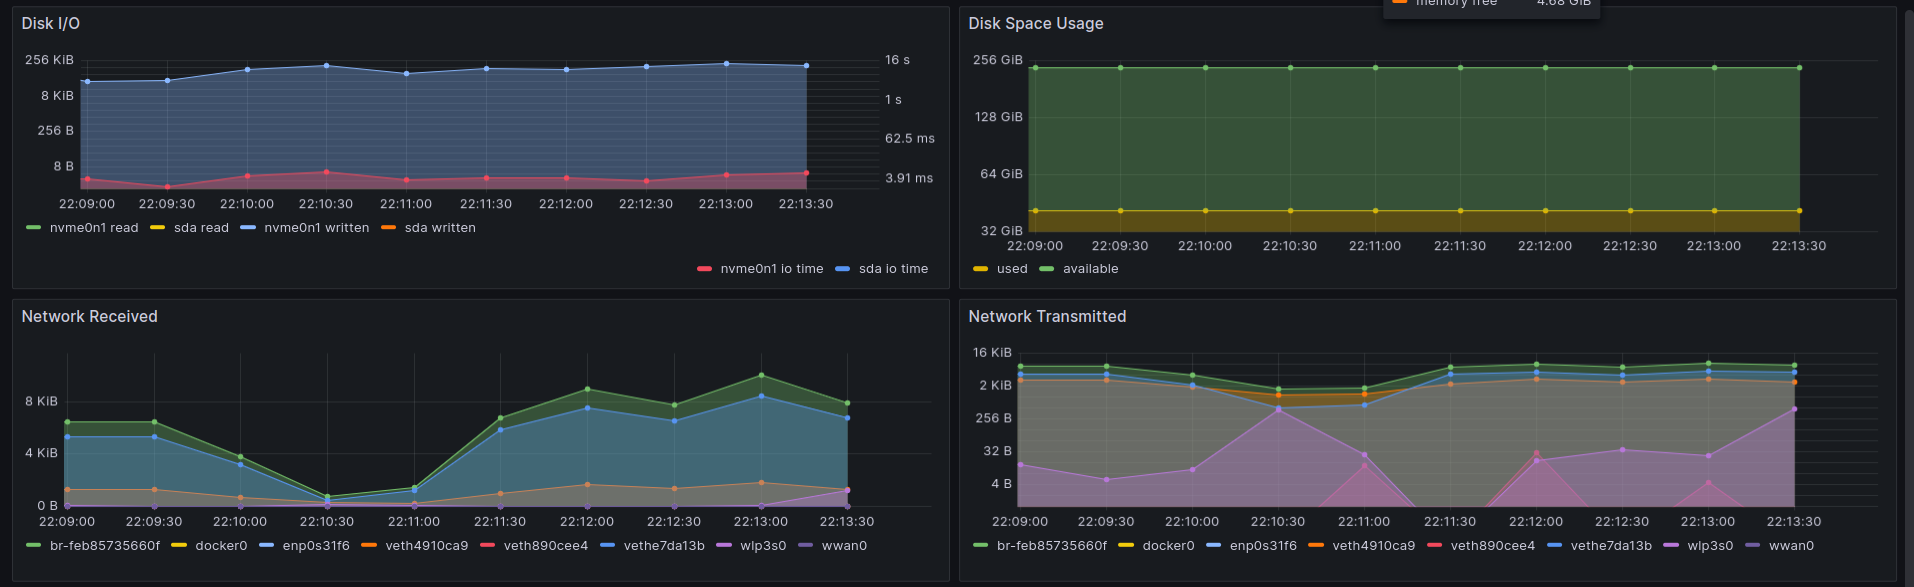 memory free 4.68 GiB
Disk I/O
256 KiB
8 KiB
256 B
8 B
16 s
1 s
62.5 ms
3.91 ms
22:09:00 22:09:30 22:10:00 22:10:30 22:11:00 22:11:30 22:12:00 22:12:30 22:13:00 22:13:30
nvme0n1 read sda read nvme0n1 written sda written
nvme0n1 io time sda io time
Disk Space Usage
256 GiB
128 GiB
64 GiB
32 GiB
22:09:00 22:09:30 22:10:00 22:10:30 22:11:00 22:11:30 22:12:00 22:12:30 22:13:00 22:13:30
used available
Network Received
8 KiB
4 KiB
0 B
22:09:00 22:09:30 22:10:00 22:10:30 22:11:00 22:11:30 22:12:00 22:12:30 22:13:00 22:13:30
br-feb85735660f docker0 enp0s31f6 veth4910ca9 veth890cee4 vethe7da13b wlp3s0 wwan0
Network Transmitted
16 KiB
2 KiB
256 B
32 B
4 B
22:09:00 22:09:30 22:10:00 22:10:30 22:11:00 22:11:30 22:12:00 22:12:30 22:13:00 22:13:30
br-feb85735660f docker0 enp0s31f6 veth4910ca9 veth890cee4 vethe7da13b wlp3s0 wwan0